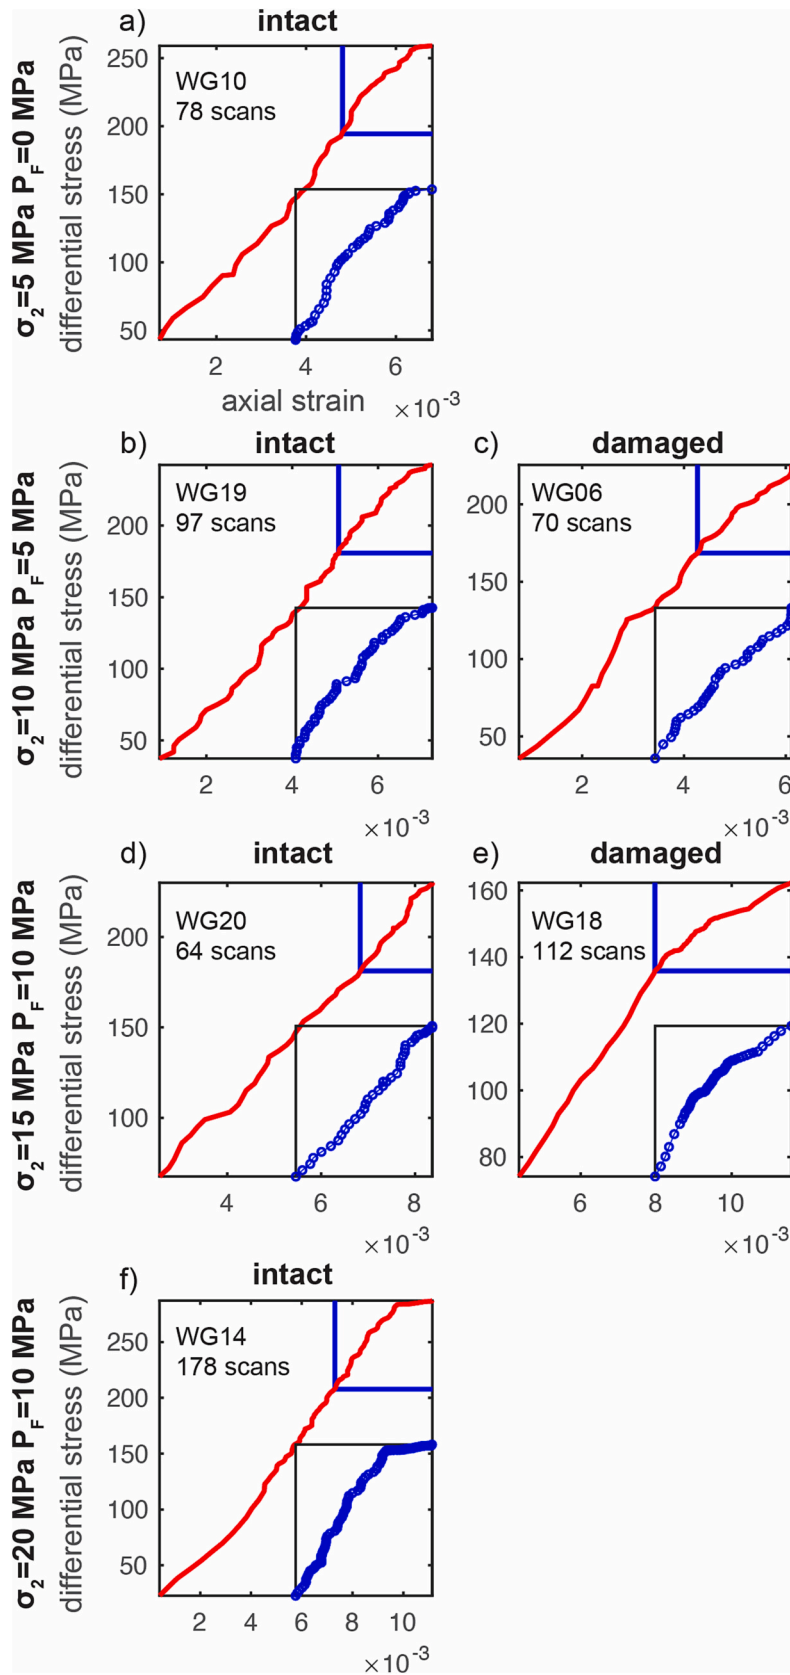 a) intact
σ2=5 MPa PF=0 MPa
differential stress (MPa)
WG10
78 scans
250
200
150
100
50
2 4 6
axial strain ×10-3
b) intact
σ2=10 MPa PF=5 MPa
differential stress (MPa)
WG19
97 scans
200
150
100
50
2 4 6
×10-3
c) damaged
WG06
70 scans
200
150
100
50
2 4 6
×10-3
d) intact
σ2=15 MPa PF=10 MPa
differential stress (MPa)
WG20
64 scans
200
150
100
4 6 8
×10-3
e) damaged
WG18
112 scans
160
140
120
100
80
6 8 10
×10-3
f) intact
σ2=20 MPa PF=10 MPa
differential stress (MPa)
WG14
178 scans
250
200
150
100
50
2 4 6 8 10
×10-3